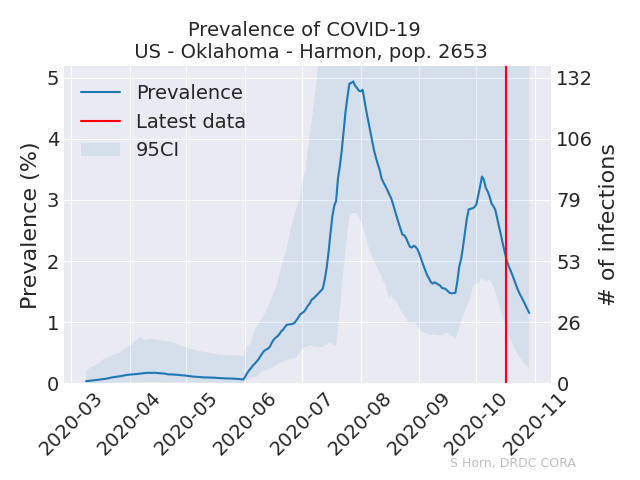 Prevalence of COVID-19
US - Oklahoma - Harmon, pop. 2653
Prevalence
Latest data
95CI
Prevalence (%)
5
4
3
2
1
0
# of infections
132
106
79
53
26
0
2020-03
2020-04
2020-05
2020-06
2020-07
2020-08
2020-09
2020-10
2020-11
S Horn, DRDC CORA